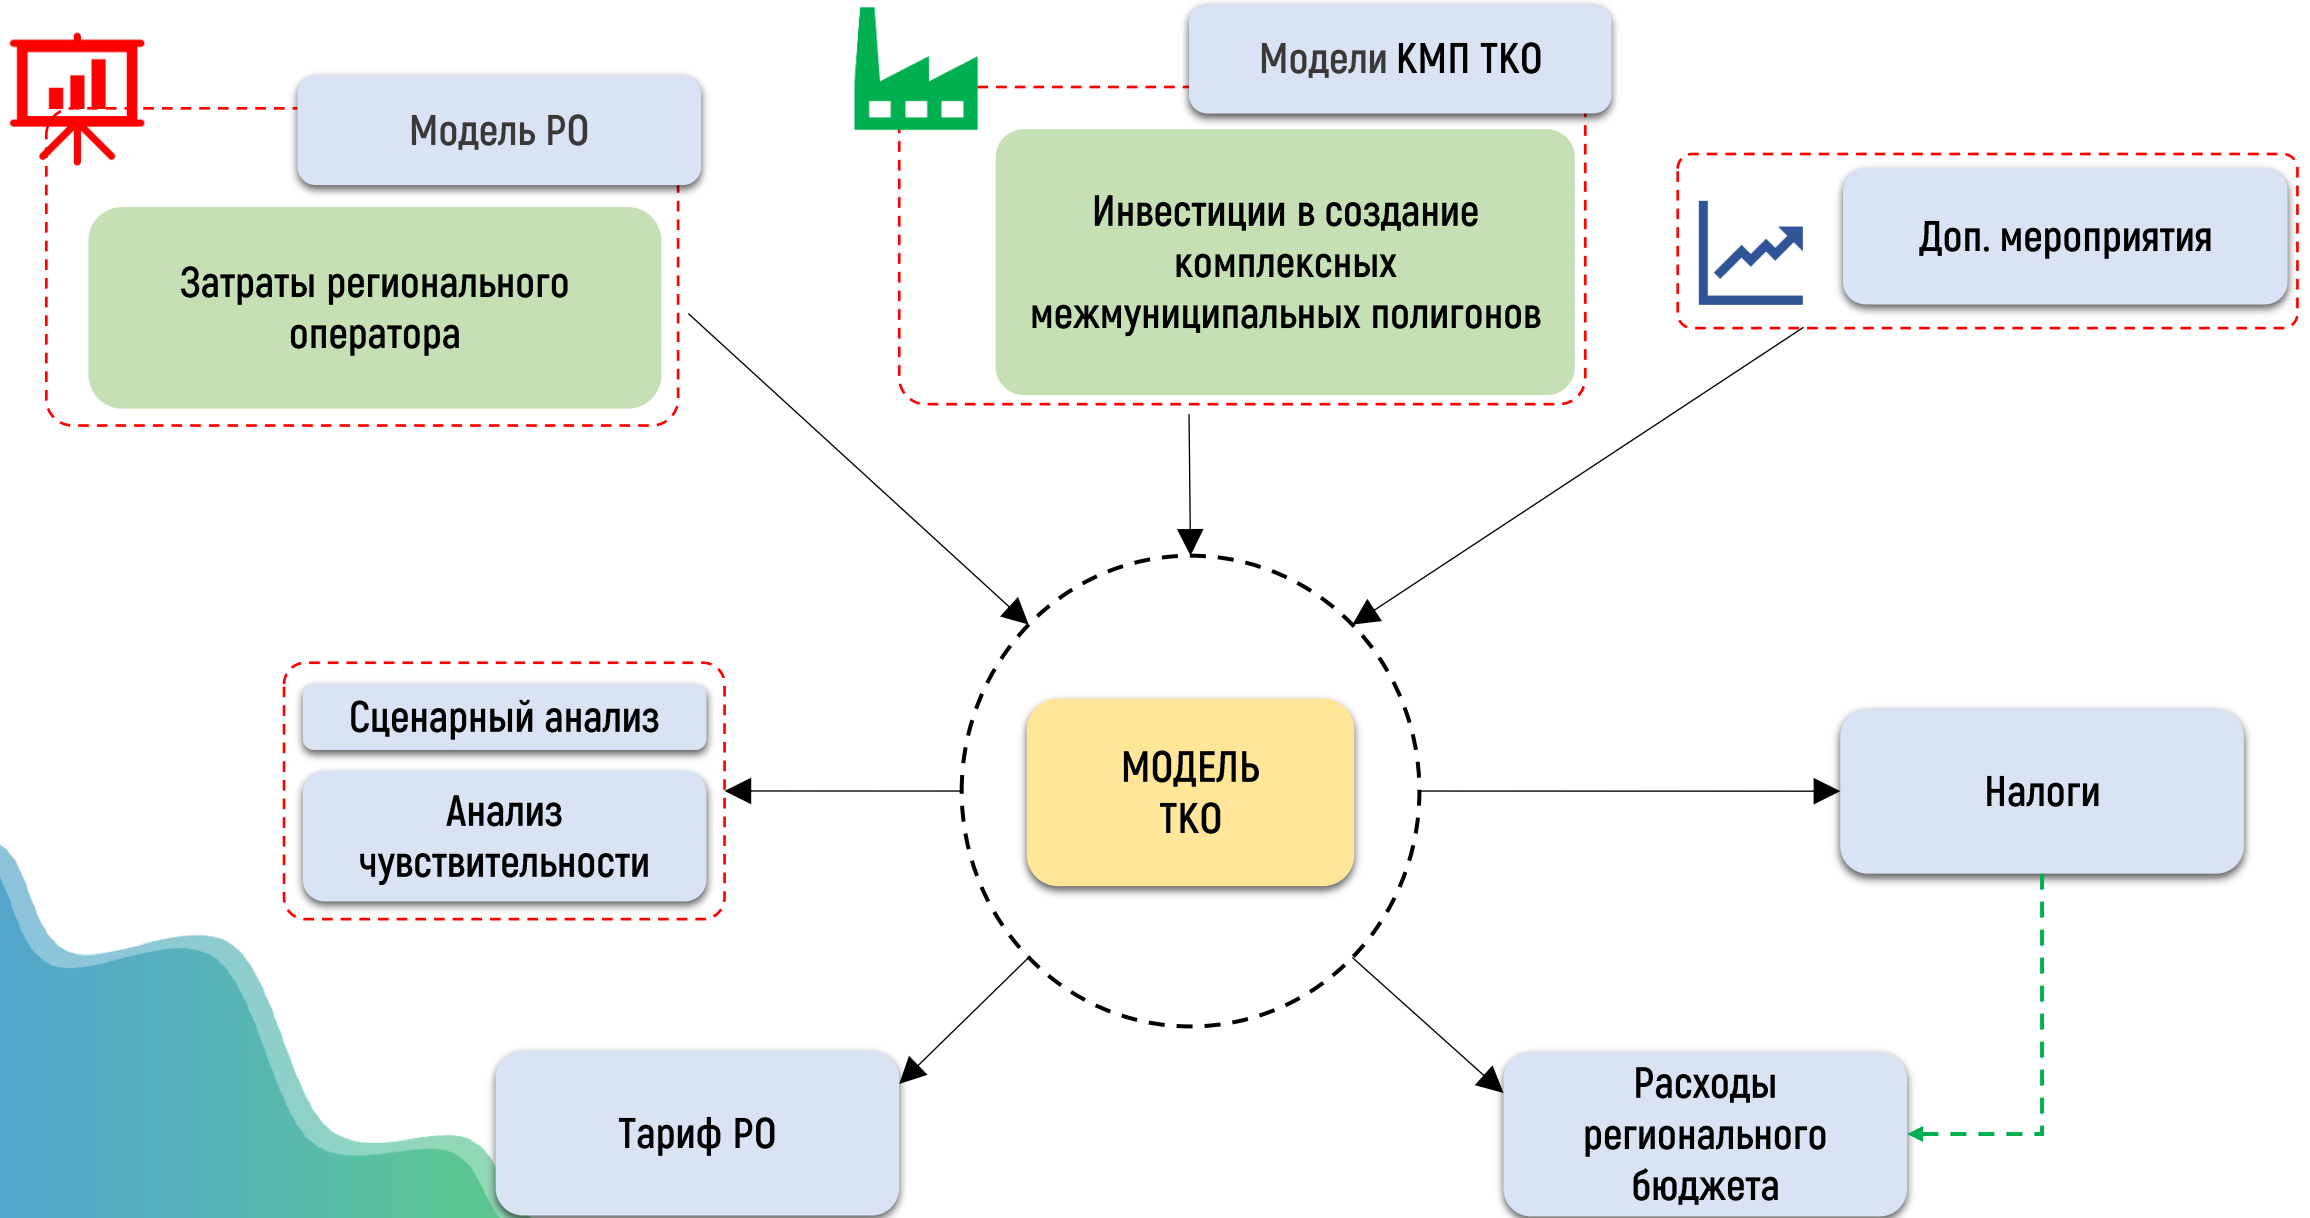 Модель РО
Затраты регионального
оператора
Модели КМП ТКО
Инвестиции в создание
комплексных
межмуниципальных полигонов
Доп. мероприятия
Сценарный анализ
Анализ
чувствительности
МОДЕЛЬ
ТКО
Налоги
Тариф РО
Расходы
регионального
бюджета